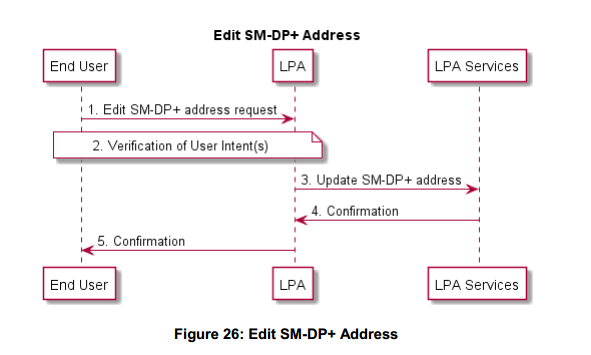 Edit SM-DP+ Address
End User
LPA
LPA Services
1. Edit SM-DP+ address request
2. Verification of User Intent(s)
3. Update SM-DP+ address
4. Confirmation
5. Confirmation
End User
LPA
LPA Services
Figure 26: Edit SM-DP+ Address